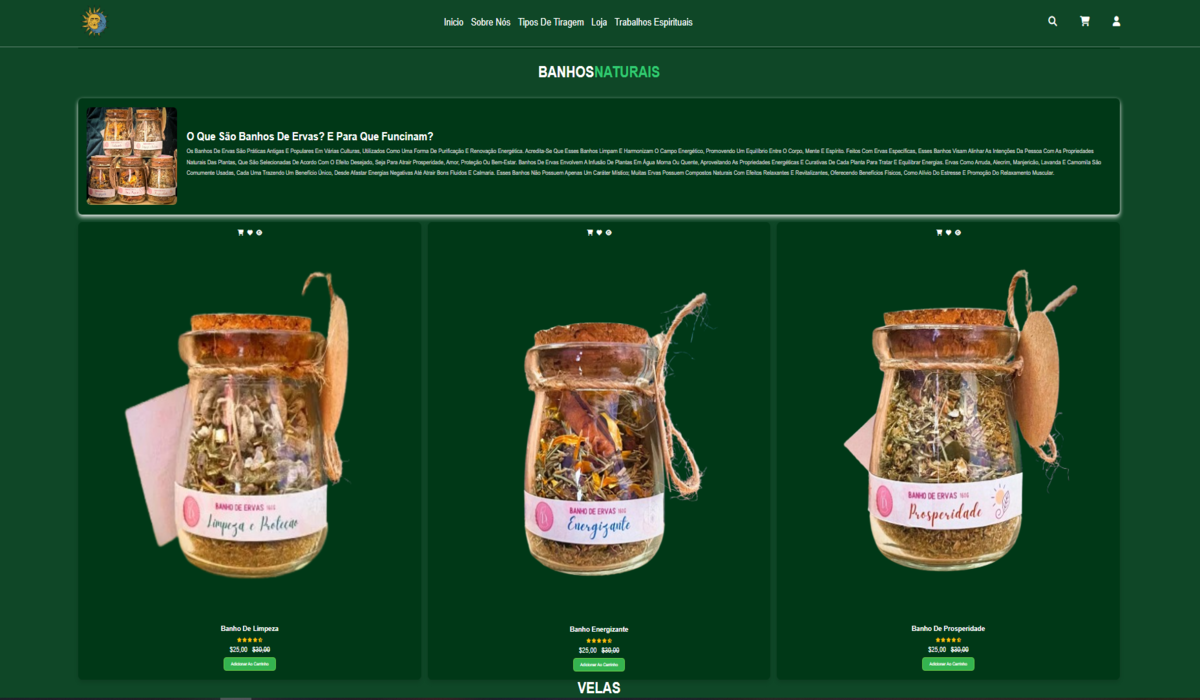 Inicio Sobre Nós Tipos De Tiragem Loja Trabalhos Espirituais
BANHOSNATURAIS
O Que São Banhos De Ervas? E Para Que Funcinam?
Os Banhos De Ervas São Práticas Antigas E Populares Em Várias Culturas, Utilizados Como Uma Forma De Purificação E Renovação Energética. Acredita-Se Que Esses Banhos Limpam E Harmonizam O Campo Energético, Promovendo Um Equilíbrio Entre O Corpo, Mente E Espírito. Feitos Com Ervas Específicas, Esses Banhos Visam Alinhar As Intenções Da Pessoa Com As Propriedades
Naturais Das Plantas, Que São Selecionadas De Acordo Com O Efeito Desejado, Seja Para Atrair Prosperidade, Amor, Proteção Ou Bem-Estar. Banhos De Ervas Envolvem A Infusão De Plantas Em Água Morna Ou Quente, Aproveitando As Propriedades Energéticas E Curativas De Cada Planta Para Tratar E Equilibrar Energias. Ervas Como Arruda, Alecrim, Manjericão, Lavanda E Camomila São
Comumente Usadas, Cada Uma Trazendo Um Benefício Único, Desde Afastar Energias Negativas Até Atrair Bons Fluidos E Calmaria. Esses Banhos Não Possuem Apenas Um Caráter Místico; Muitas Ervas Possuem Compostos Naturais Com Efeitos Relaxantes E Revitalizantes, Oferecendo Benefícios Físicos, Como Alívio Do Estresse E Promoção Do Relaxamento Muscular.
BANHO DE ERVAS
Limpeza e Proteção
BANHO DE ERVAS
Energizante
BANHO DE ERVAS
Prosperidade
Banho De Limpeza
$25,00 $30,00
Adicionar Ao Carrinho
Banho Energizante
$25,00 $30,00
Adicionar Ao Carrinho
Banho De Prosperidade
$25,00 $30,00
Adicionar Ao Carrinho
VELAS